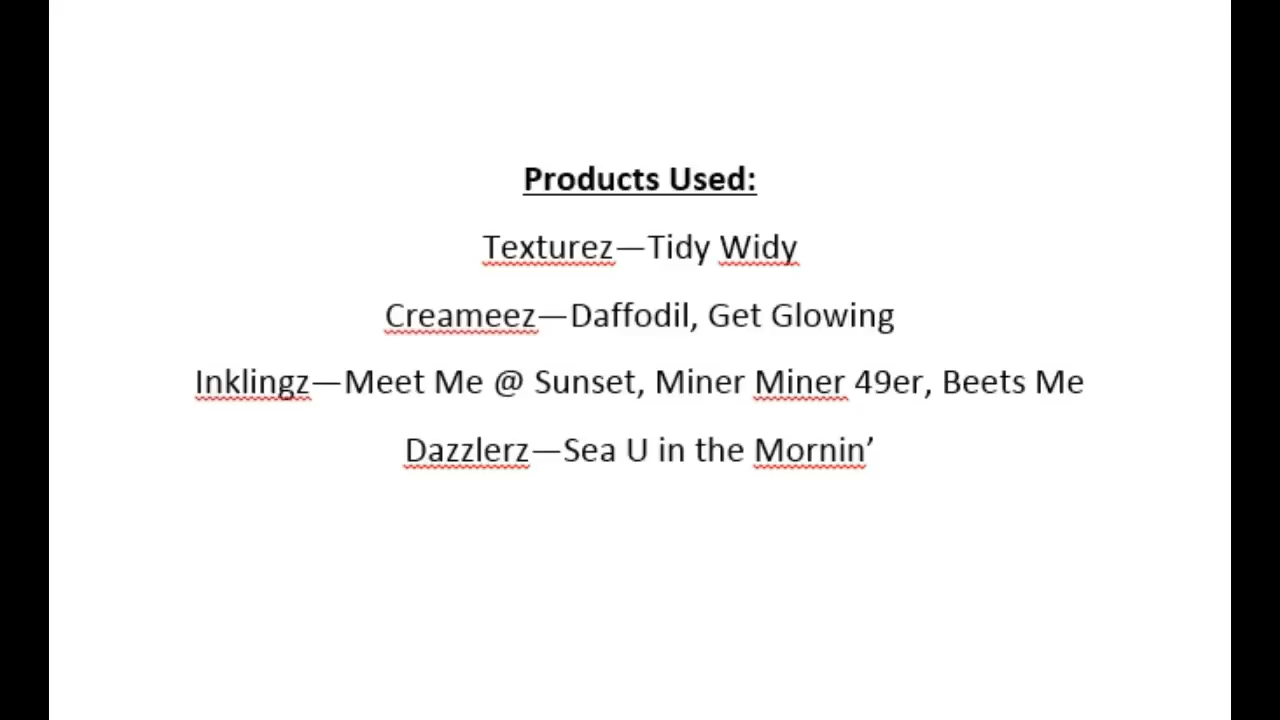 Products Used:
Texturez—Tidy Widy
Creameez—Daffodil, Get Glowing
Inklingz—Meet Me @ Sunset, Miner Miner 49er, Beets Me
Dazzlerz—Sea U in the Mornin’